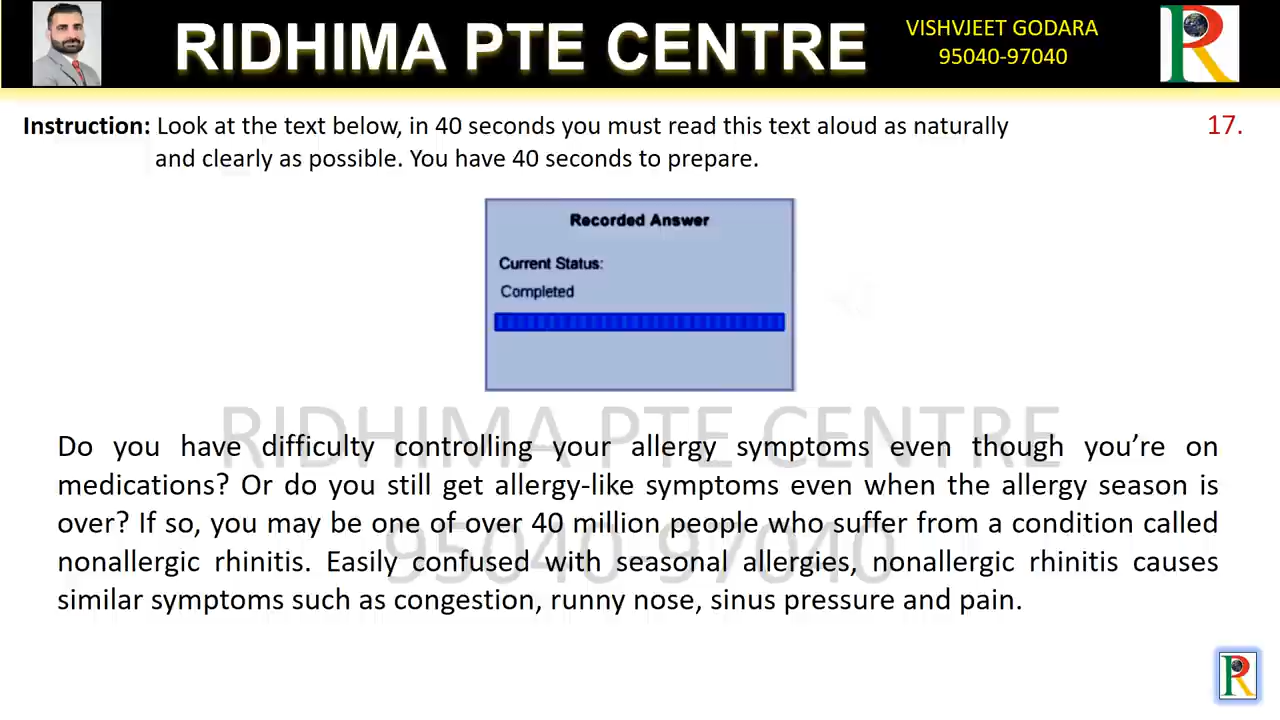 RIDHIMA PTE CENTRE
VISHVJEET GODARA
95040-97040
Instruction: Look at the text below, in 40 seconds you must read this text aloud as naturally
and clearly as possible. You have 40 seconds to prepare.
17.
Recorded Answer
Current Status:
Completed
RIDHIMA PTE CENTRE
95040-97040
Do you have difficulty controlling your allergy symptoms even though you’re on
medications? Or do you still get allergy-like symptoms even when the allergy season is
over? If so, you may be one of over 40 million people who suffer from a condition called
nonallergic rhinitis. Easily confused with seasonal allergies, nonallergic rhinitis causes
similar symptoms such as congestion, runny nose, sinus pressure and pain.